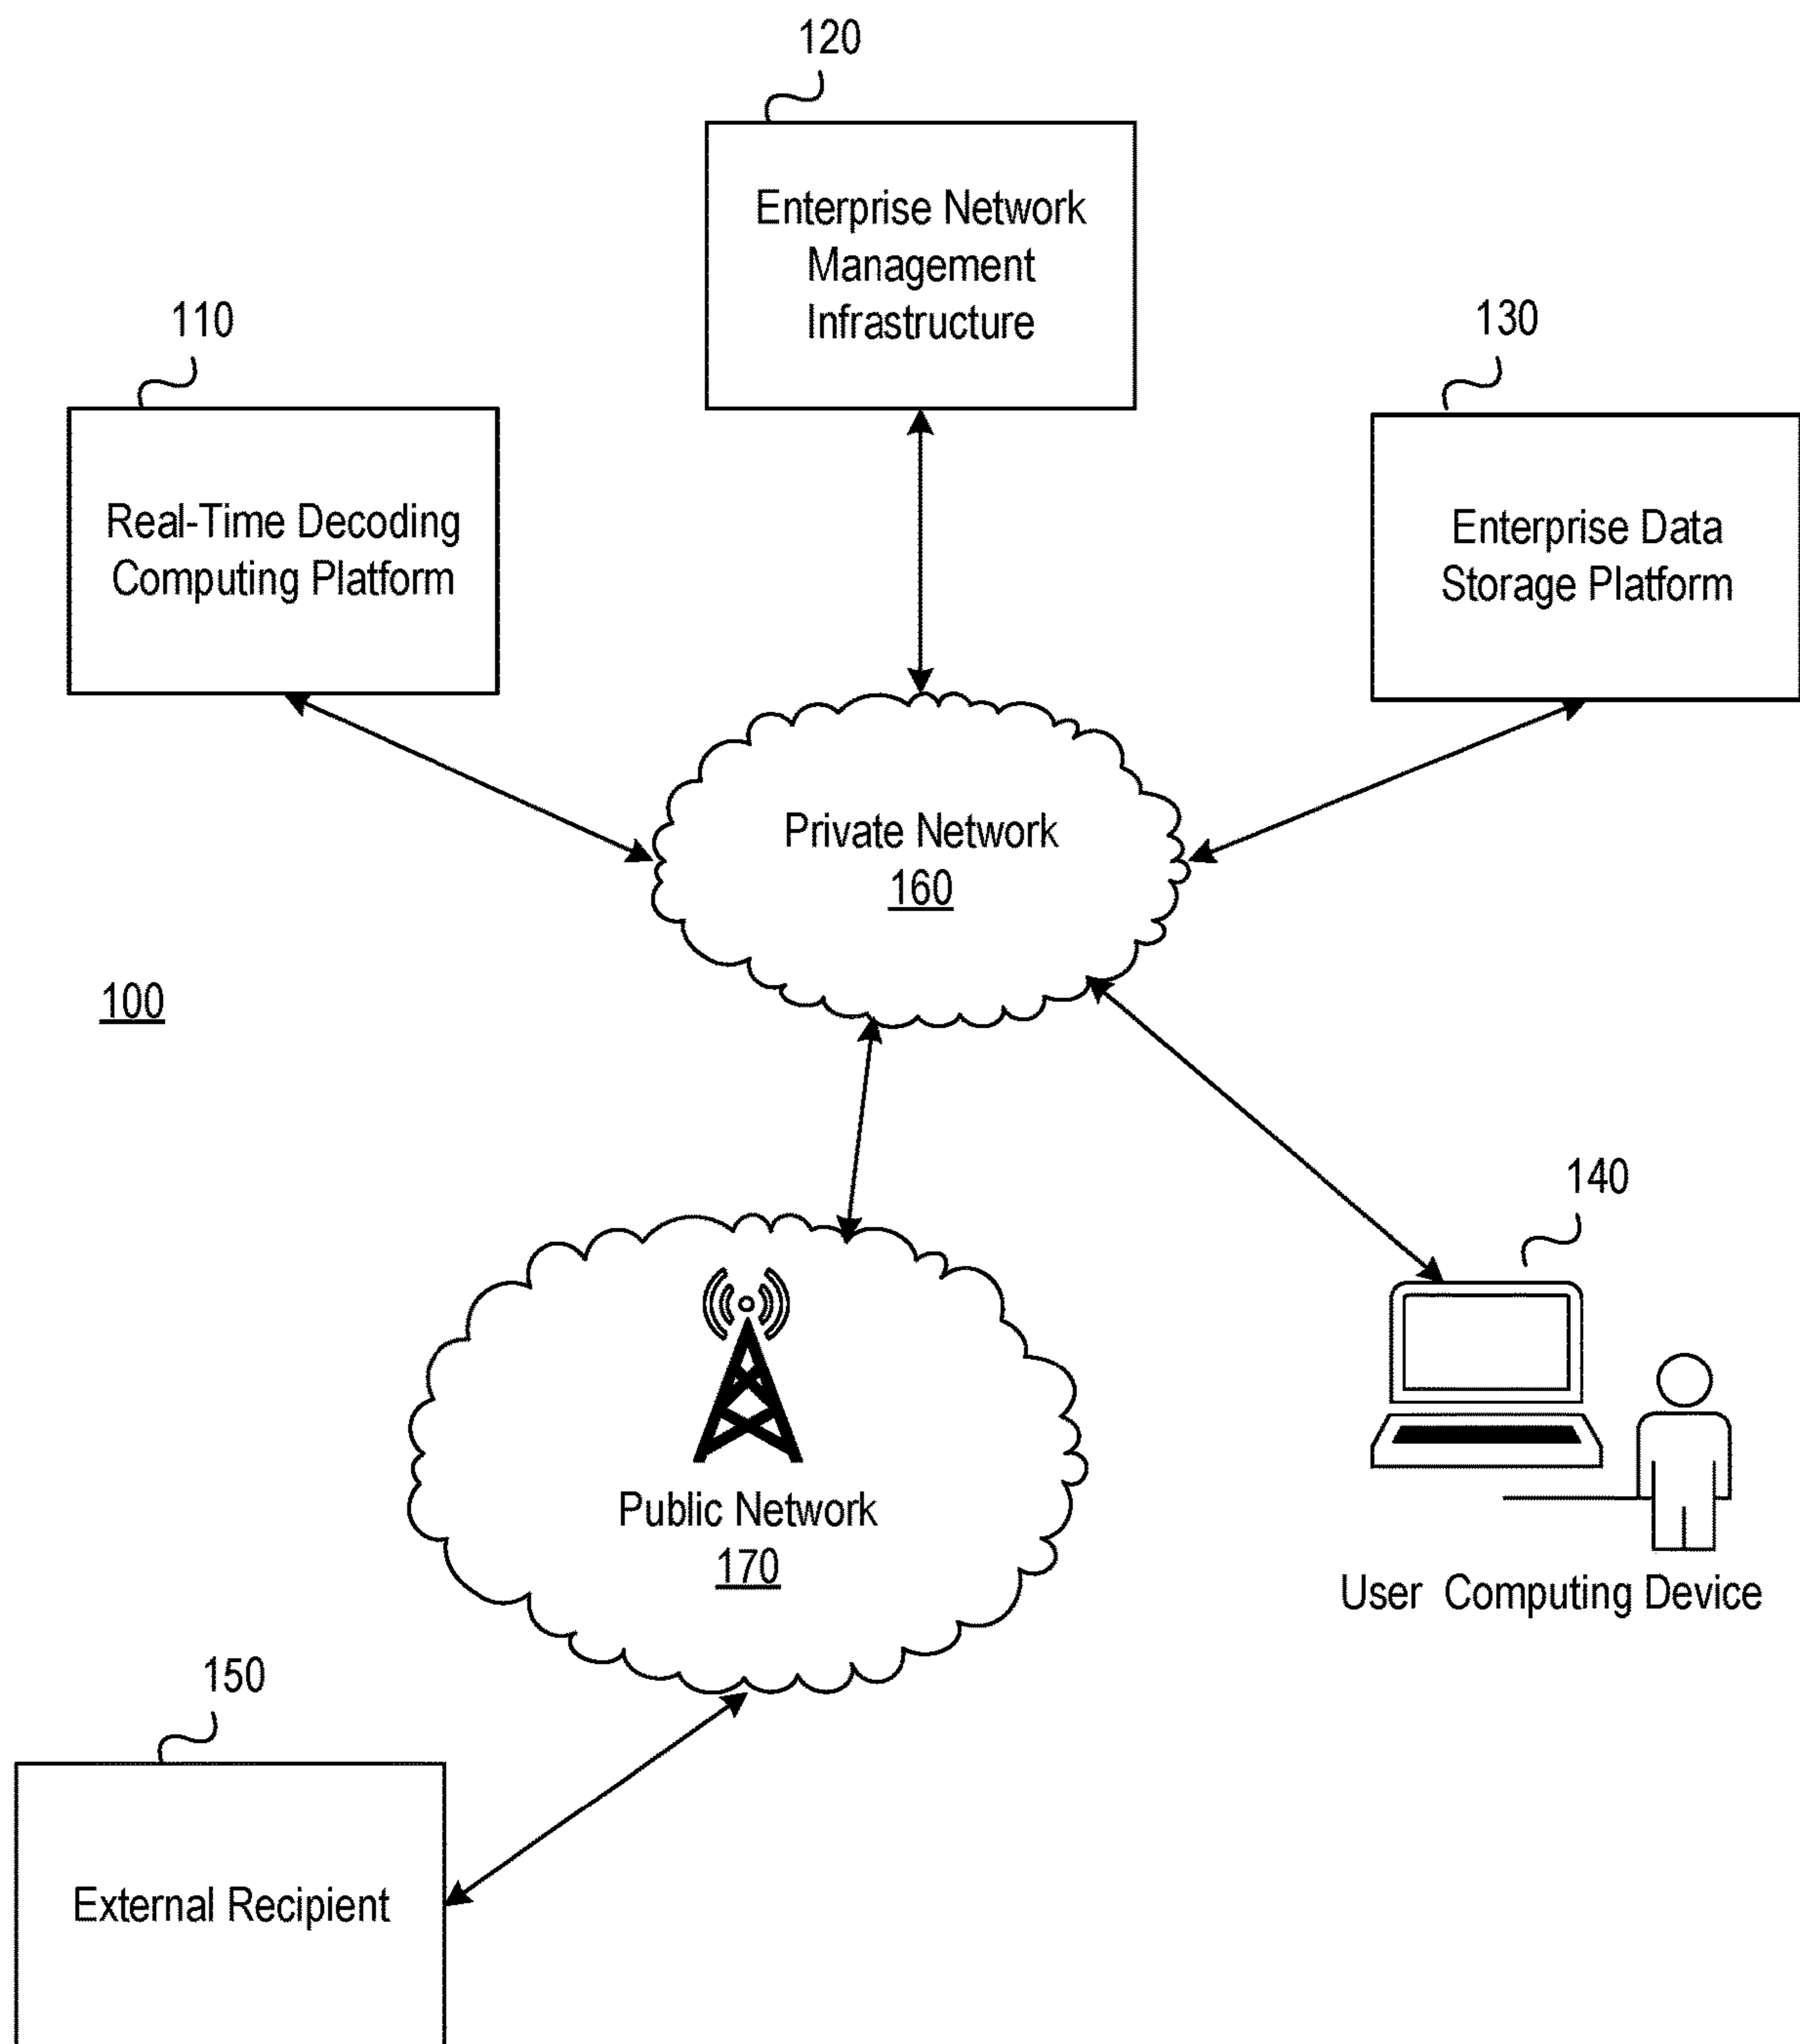 120
Enterprise Network
Management
Infrastructure
110
Real-Time Decoding
Computing Platform
130
Enterprise Data
Storage Platform
Private Network
160
100
140
User Computing Device
Public Network
170
150
External Recipient